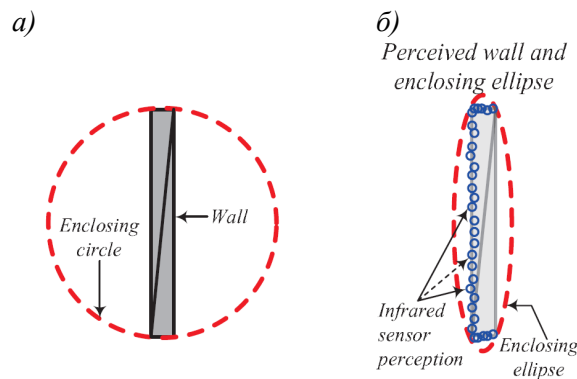 а)
б)
Perceived wall and
enclosing ellipse
Enclosing
circle
Wall
Infrared
sensor
perception
Enclosing
ellipse